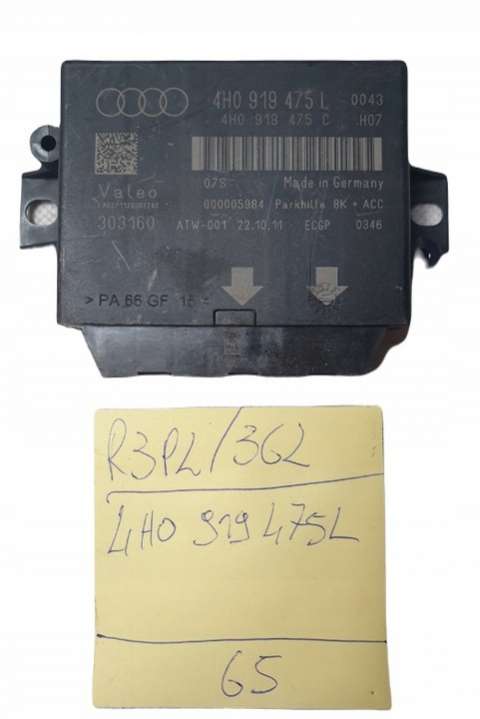 4H0 919 475 L 0043
4H0 919 475 C H07
07S Made in Germany
Valeo 000005984 Parkhilfe 8K + ACC
303160 ATW-001 22.10.11 ECGP 0346
> PA 66 GF 15 <
R3P4/362
4H0 919 475L
65